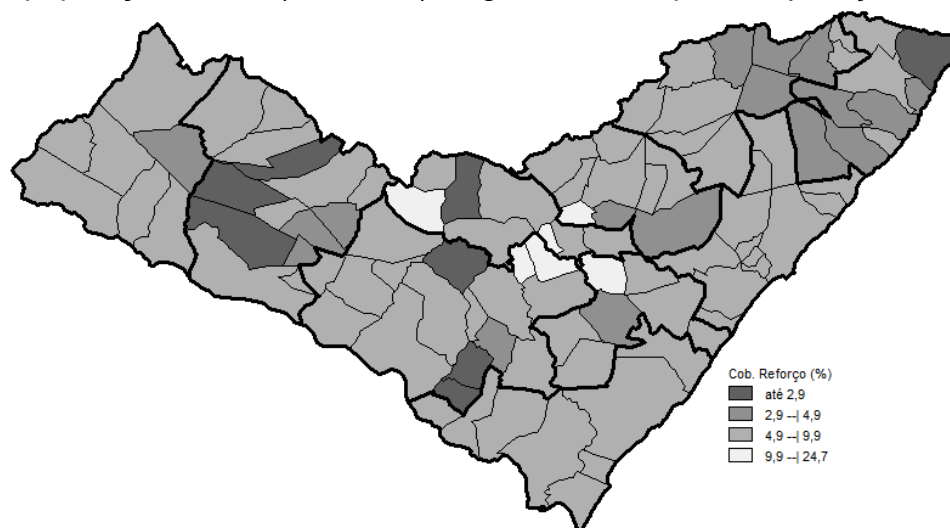 Cob. Reforço (%)
até 2,9
2,9 --| 4,9
4,9 --| 9,9
9,9 --| 24,7